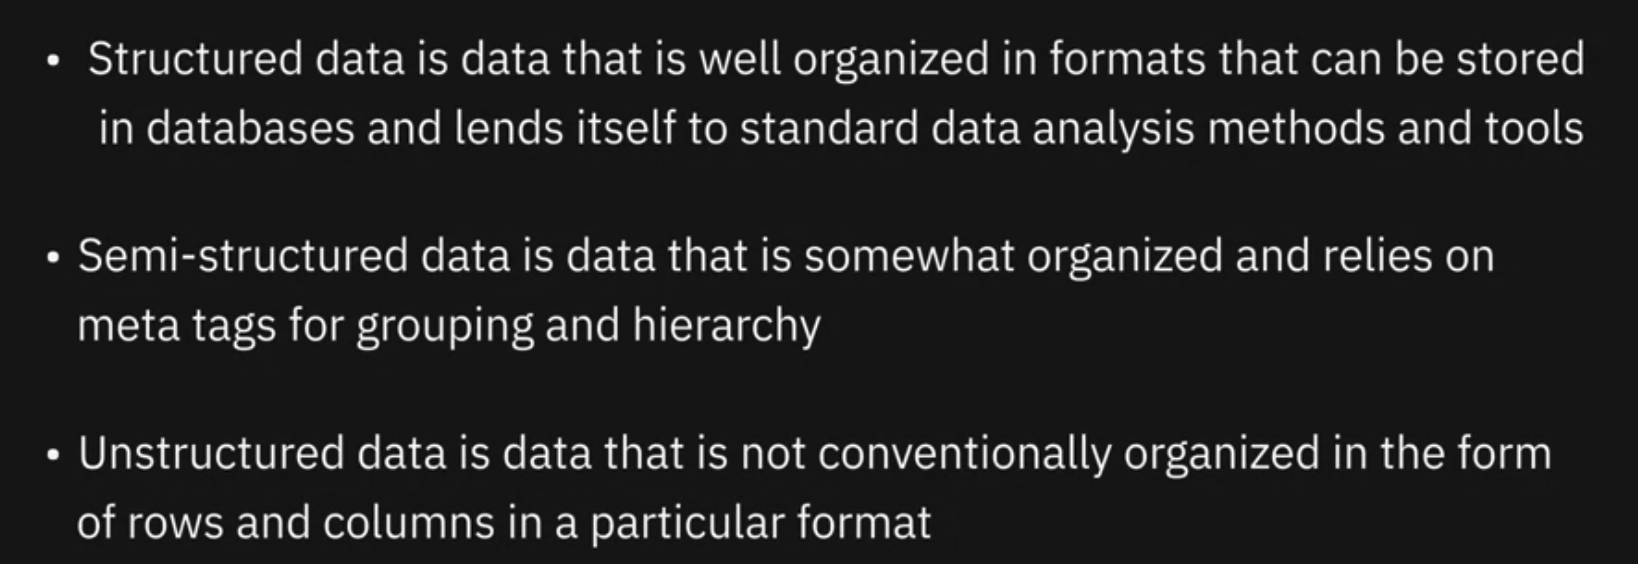 • Structured data is data that is well organized in formats that can be stored
in databases and lends itself to standard data analysis methods and tools
• Semi-structured data is data that is somewhat organized and relies on
meta tags for grouping and hierarchy
• Unstructured data is data that is not conventionally organized in the form
of rows and columns in a particular format